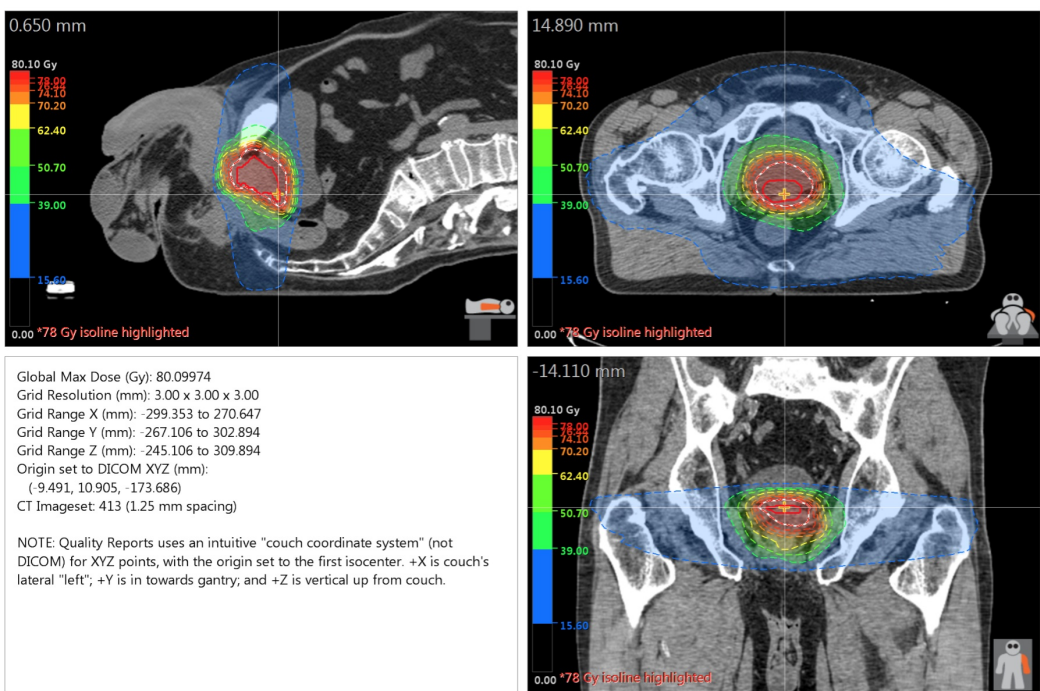 0.650 mm
80.10 Gy
78.00
74.10
70.20
62.40
50.70
39.00
15.60
0.00
*78 Gy isoline highlighted
14.890 mm
80.10 Gy
78.00
74.10
70.20
62.40
50.70
39.00
15.60
0.00
*78 Gy isoline highlighted
Global Max Dose (Gy): 80.09974
Grid Resolution (mm): 3.00 x 3.00 x 3.00
Grid Range X (mm): -299.353 to 270.647
Grid Range Y (mm): -267.106 to 302.894
Grid Range Z (mm): -245.106 to 309.894
Origin set to DICOM XYZ (mm):
(-9.491, 10.905, -173.686)
CT Imageset: 413 (1.25 mm spacing)
NOTE: Quality Reports uses an intuitive "couch coordinate system" (not
DICOM) for XYZ points, with the origin set to the first isocenter. +X is couch's
lateral "left"; +Y is in towards gantry; and +Z is vertical up from couch.
-14.110 mm
80.10 Gy
78.00
74.10
70.20
62.40
50.70
39.00
15.60
0.00
*78 Gy isoline highlighted